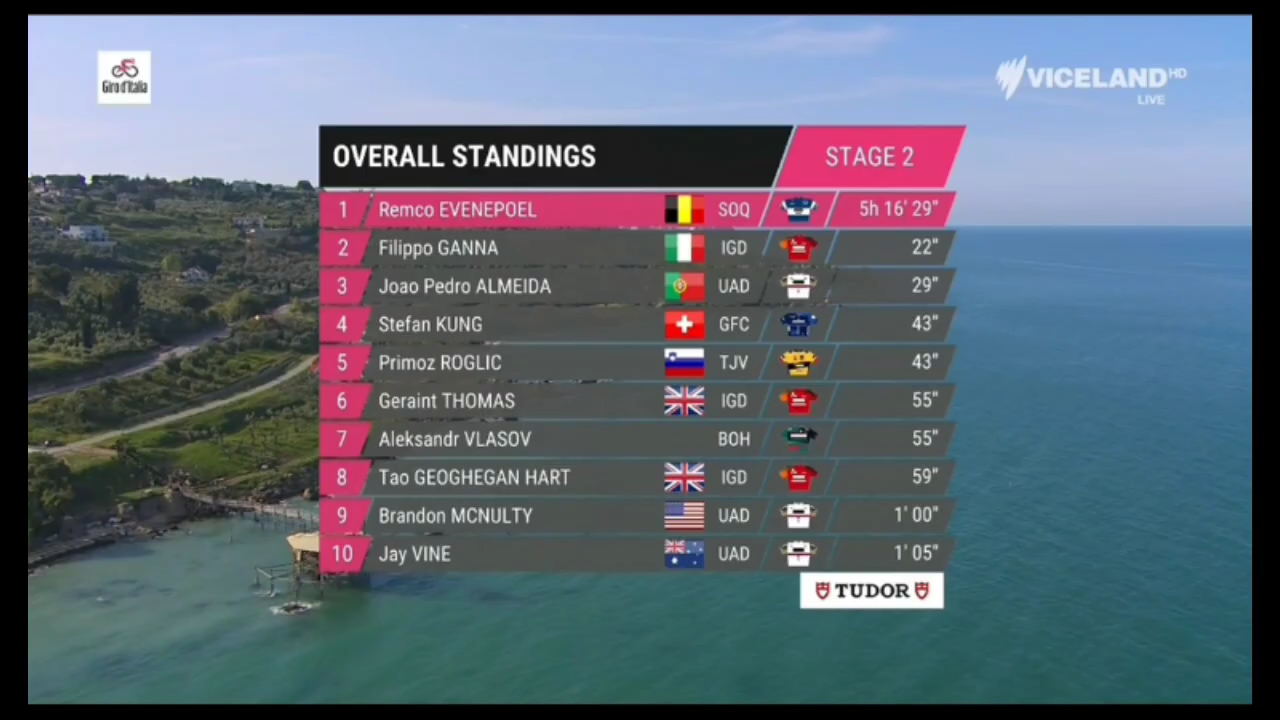 Giro d'Italia
VICELAND HD
LIVE
OVERALL STANDINGS STAGE 2
1 Remco EVENEPOEL SOQ 5h 16' 29"
2 Filippo GANNA IGD 22"
3 Joao Pedro ALMEIDA UAD 29"
4 Stefan KUNG GFC 43"
5 Primoz ROGLIC TJV 43"
6 Geraint THOMAS IGD 55"
7 Aleksandr VLASOV BOH 55"
8 Tao GEOGHEGAN HART IGD 59"
9 Brandon MCNULTY UAD 1' 00"
10 Jay VINE UAD 1' 05"
TUDOR